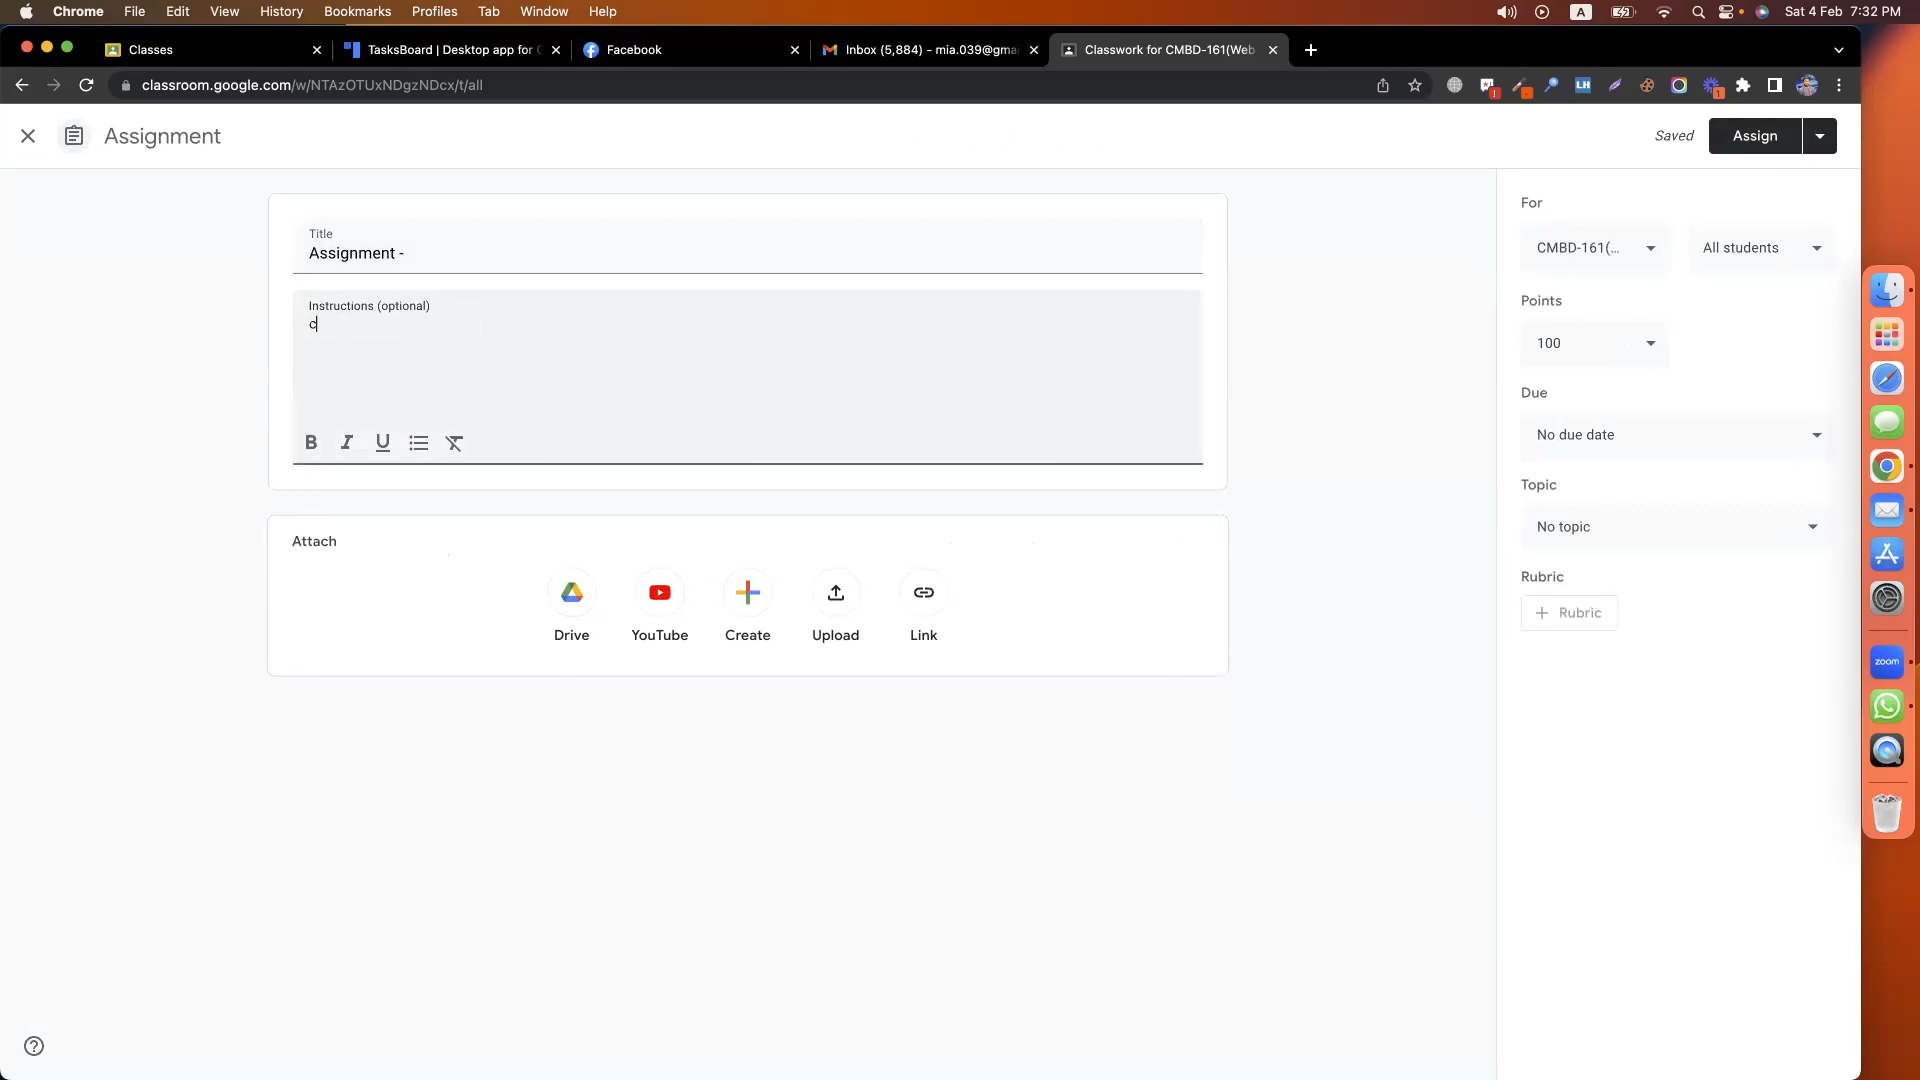 Chrome File Edit View History Bookmarks Profiles Tab Window Help A Sat 4 Feb 7:32 PM
Classes TasksBoard | Desktop app for Facebook Inbox (5,884) - mia.039@gmai Classwork for CMBD-161(Web
classroom.google.com/w/NTAzOTUxNDgzNDcx/t/all LH ! 1
Assignment Saved Assign
Title
Assignment -
Instructions (optional)
c
B I U
Attach
Drive YouTube Create Upload Link
For
CMBD-161(... All students
Points
100
Due
No due date
Topic
No topic
Rubric
+ Rubric
zoom